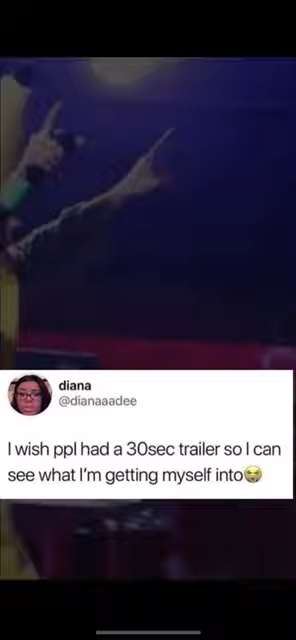 diana
@dianaaadee
I wish ppl had a 30sec trailer so I can
see what I'm getting myself into😭